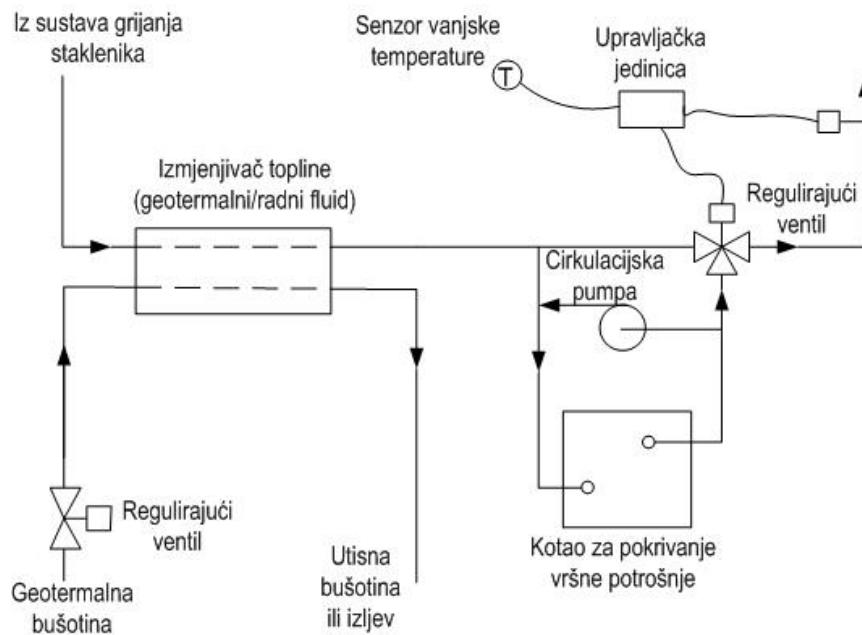 Iz sustava grijanja
staklenika
Senzor vanjske
temperature
Upravljačka
jedinica
T
Izmjenjivač topline
(geotermalni/radni fluid)
Regulirajući
ventil
Cirkulacijska
pumpa
Regulirajući
ventil
Geotermalna
bušotina
Utisna
bušotina
ili izljev
Kotao za pokrivanje
vršne potrošnje